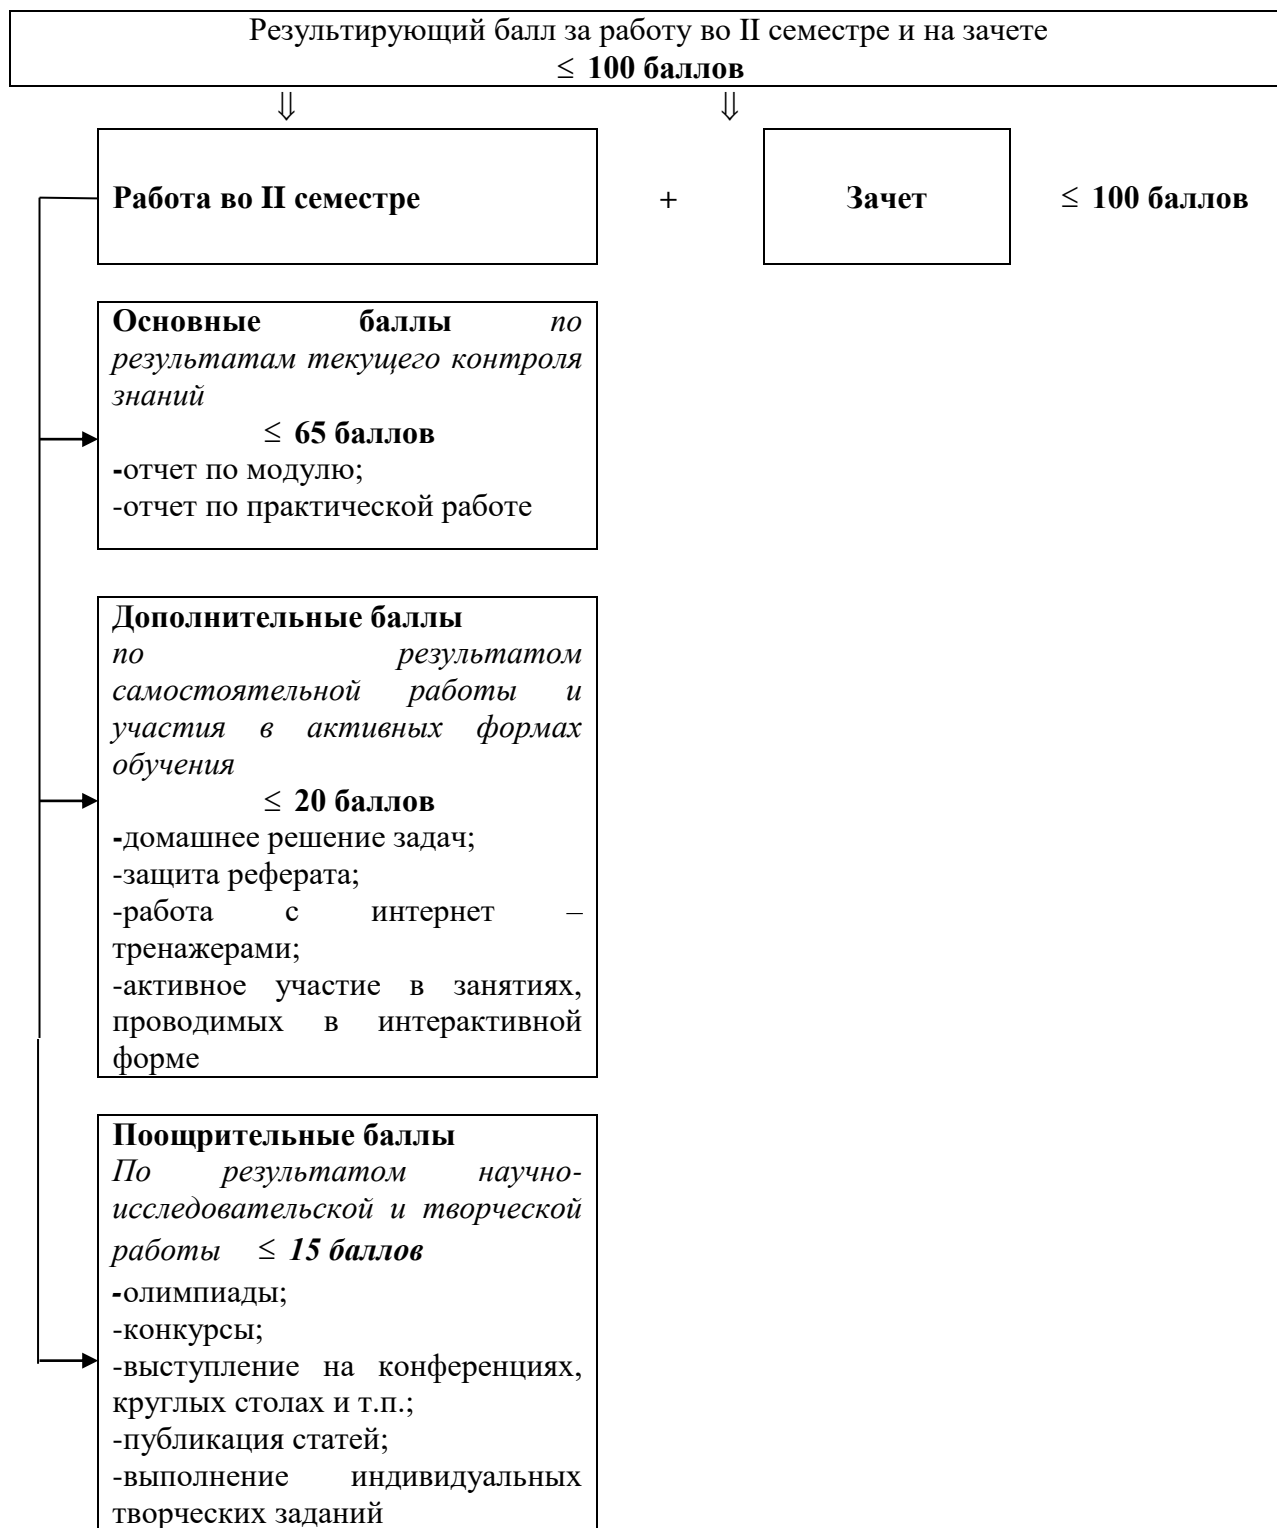 Результирующий балл за работу во II семестре и на зачете
≤ 100 баллов
⇓ ⇓
Работа во II семестре + Зачет ≤ 100 баллов
Основные баллы по
результатам текущего контроля
знаний
≤ 65 баллов
-отчет по модулю;
-отчет по практической работе
Дополнительные баллы
по результатом
самостоятельной работы и
участия в активных формах
обучения
≤ 20 баллов
-домашнее решение задач;
-защита реферата;
-работа с интернет –
тренажерами;
-активное участие в занятиях,
проводимых в интерактивной
форме
Поощрительные баллы
По результатом научно-
исследовательской и творческой
работы ≤ 15 баллов
-олимпиады;
-конкурсы;
-выступление на конференциях,
круглых столах и т.п.;
-публикация статей;
-выполнение индивидуальных
творческих заданий